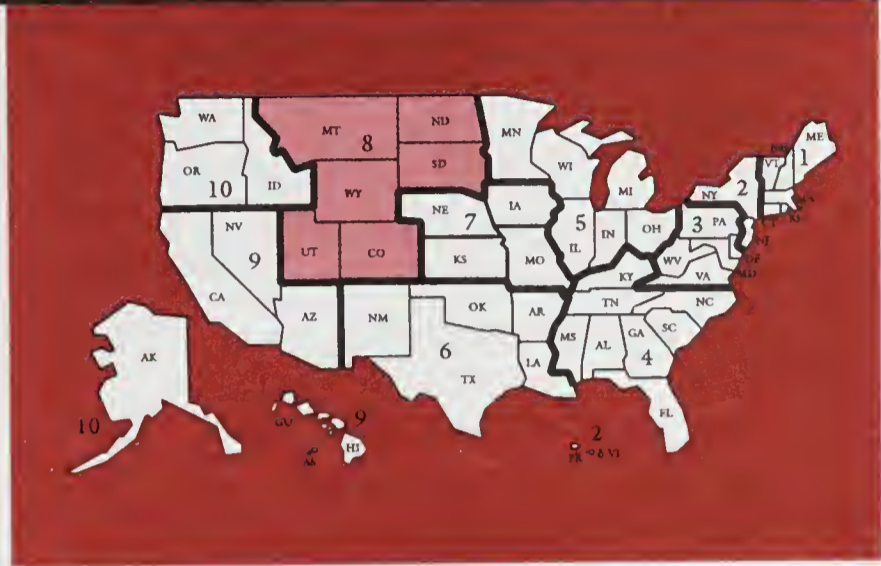 WA
MT
8
ND
MN
ME
VT
1
OR
10
ID
WY
SD
WI
MI
NY
2
NV
9
UT
CO
NE
7
IA
5
IL
IN
OH
3
PA
NJ
KS
MO
WV
VA
DE
MD
KY
CA
AZ
NM
OK
AR
TN
NC
6
TX
LA
MS
AL
GA
4
SC
FL
AK
10
GU
9
HI
AS
2
PR
& VI